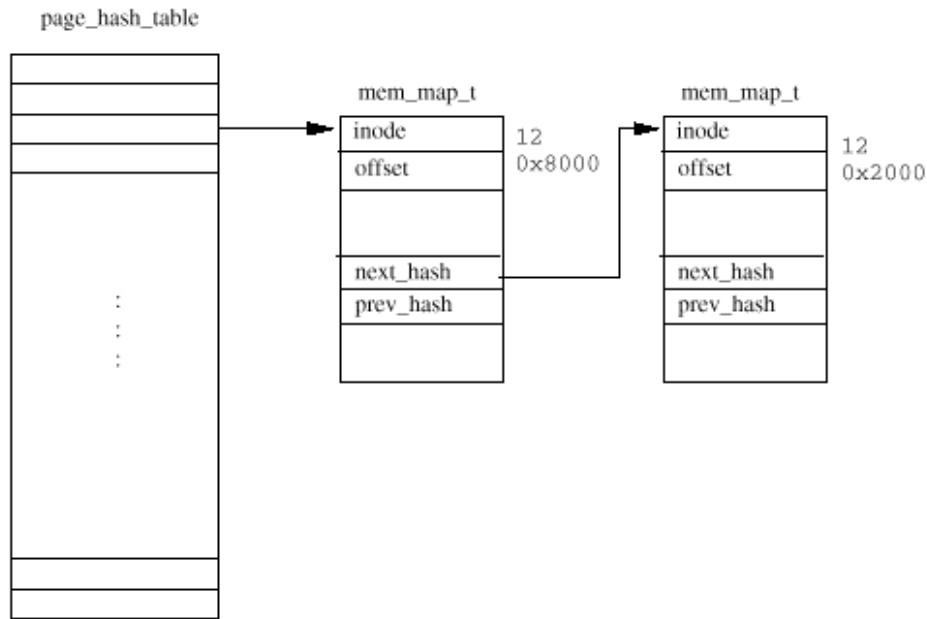 page_hash_table
mem_map_t
inode
offset
next_hash
prev_hash
12
0x8000
mem_map_t
inode
offset
next_hash
prev_hash
12
0x2000
:
:
: